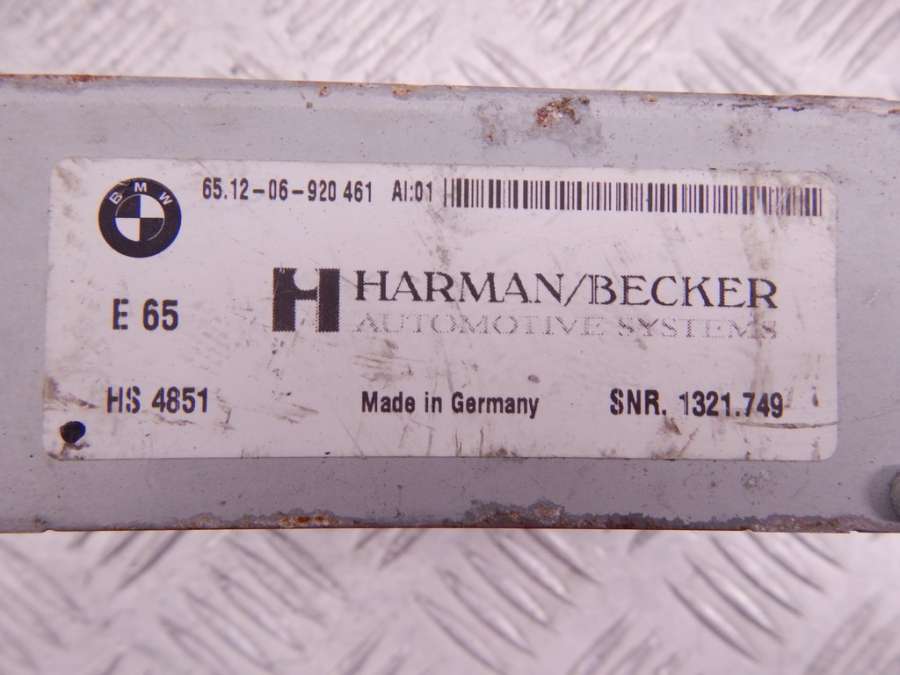 BMW
65.12-06-920 461 AI:01
HARMAN/BECKER
AUTOMOTIVE SYSTEMS
E 65
HS 4851 Made in Germany SNR. 1321.749